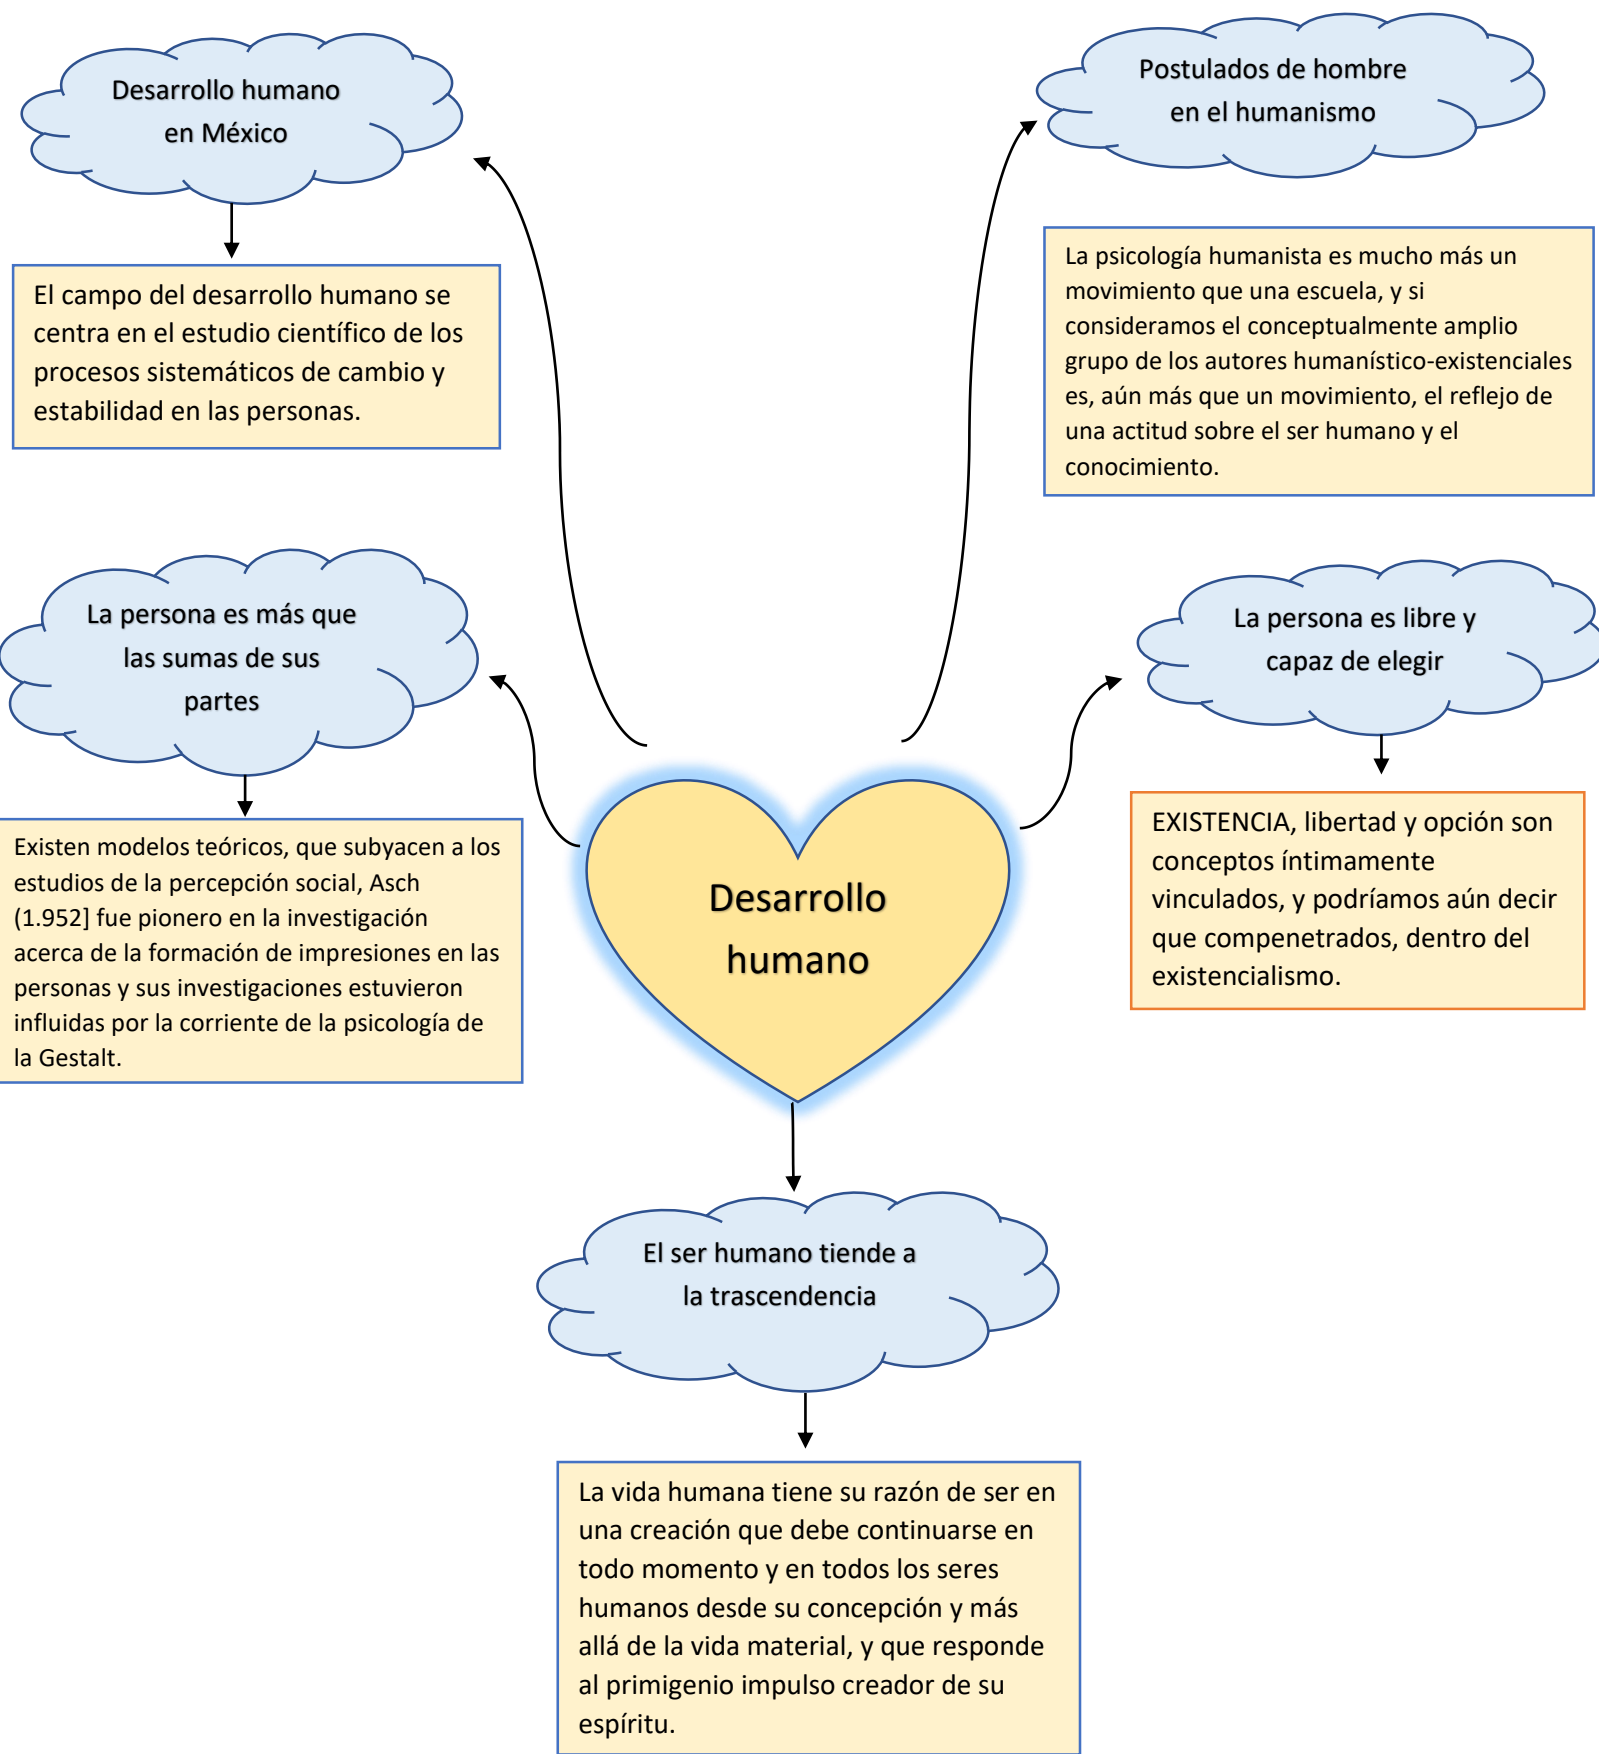 Desarrollo humano
en México
El campo del desarrollo humano se
centra en el estudio científico de los
procesos sistemáticos de cambio y
estabilidad en las personas.
Postulados de hombre
en el humanismo
La psicología humanista es mucho más un
movimiento que una escuela, y si
consideramos el conceptualmente amplio
grupo de los autores humanístico-existenciales
es, aún más que un movimiento, el reflejo de
una actitud sobre el ser humano y el
conocimiento.
La persona es más que
las sumas de sus
partes
Existen modelos teóricos, que subyacen a los
estudios de la percepción social, Asch
(1.952] fue pionero en la investigación
acerca de la formación de impresiones en las
personas y sus investigaciones estuvieron
influidas por la corriente de la psicología de
la Gestalt.
La persona es libre y
capaz de elegir
EXISTENCIA, libertad y opción son
conceptos íntimamente
vinculados, y podríamos aún decir
que compenetrados, dentro del
existencialismo.
Desarrollo
humano
El ser humano tiende a
la trascendencia
La vida humana tiene su razón de ser en
una creación que debe continuarse en
todo momento y en todos los seres
humanos desde su concepción y más
allá de la vida material, y que responde
al primigenio impulso creador de su
espíritu.